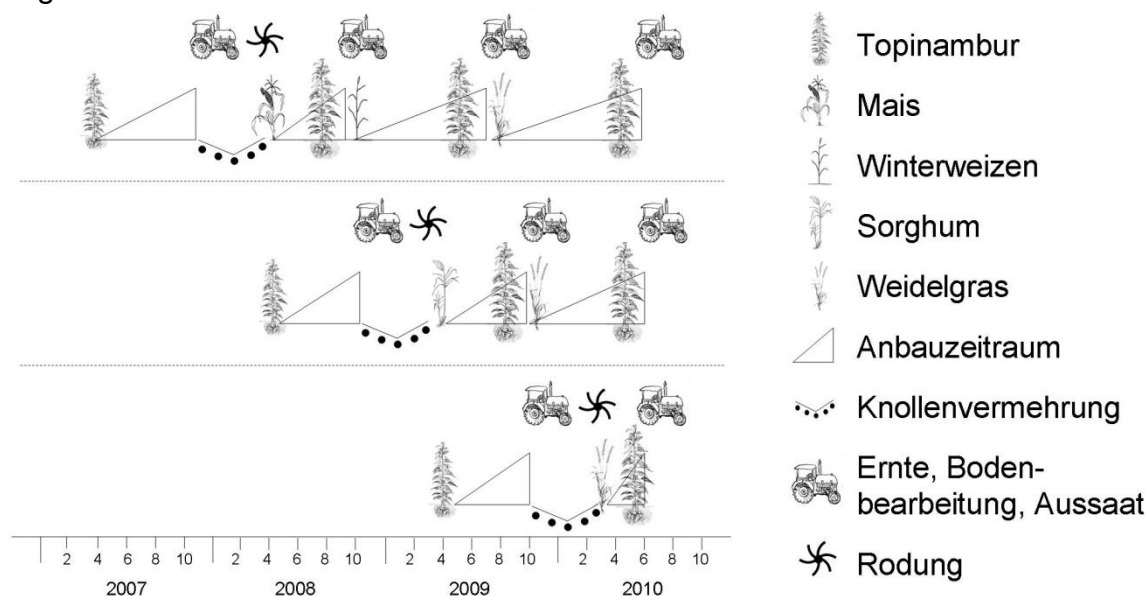 Topinambur
Mais
Winterweizen
Sorghum
Weidelgras
Anbauzeitraum
Knollenvermehrung
Ernte, Boden-
bearbeitung, Aussaat
Rodung
2 4 6 8 10 2 4 6 8 10 2 4 6 8 10 2 4 6 8 10
2007 2008 2009 2010